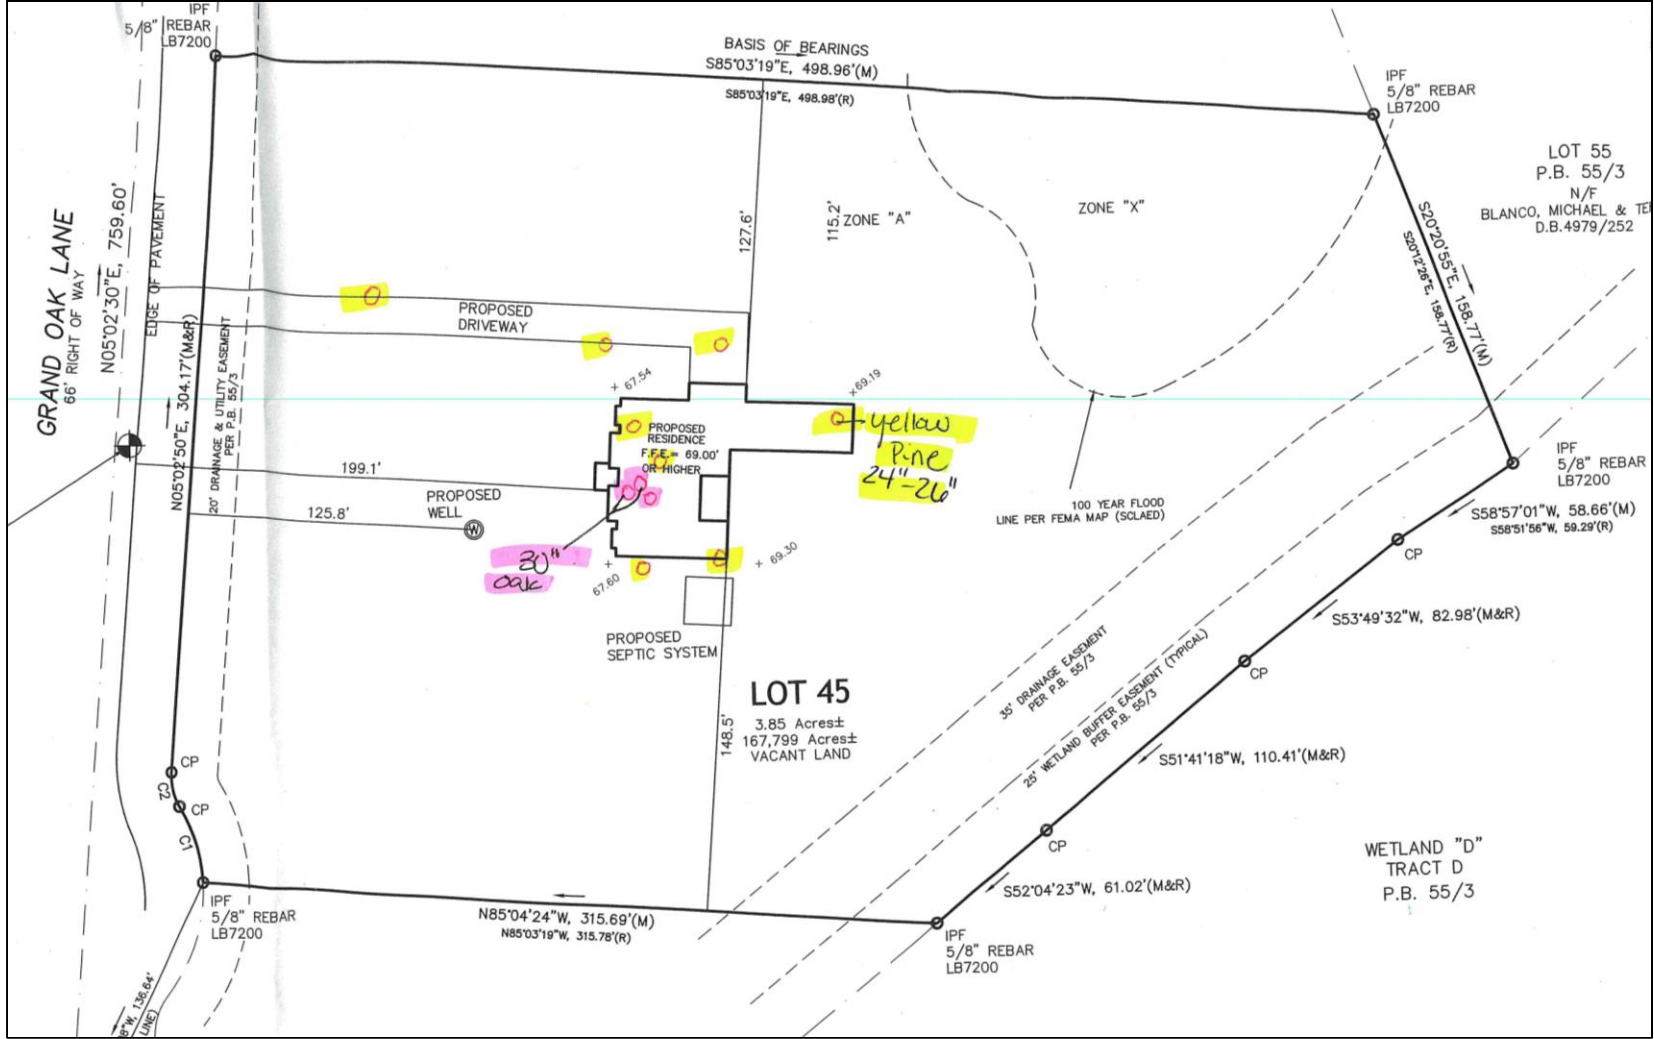 IPF
5/8" REBAR
LB7200
BASIS OF BEARINGS
S85°03'19"E, 498.96'(M)
S85°03'19"E, 498.98'(R)
IPF
5/8" REBAR
LB7200
LOT 55
P.B. 55/3
N/F
BLANCO, MICHAEL & TE
D.B.4979/252
GRAND OAK LANE
66' RIGHT OF WAY
N05°02'30"E, 759.60'
EDGE OF PAVEMENT
N05°02'50"E, 304.17'(M&R)
20' DRAINAGE & UTILITY EASEMENT
PER P.B. 55/3
127.6'
115.2'
ZONE "A"
ZONE "X"
S20°20'55"E, 158.77'(M)
S20°12'26"E, 158.77'(R)
PROPOSED
DRIVEWAY
67.54
69.19
PROPOSED
RESIDENCE
F.F.E.= 69.00'
OR HIGHER
yellow
Pine
24"-26"
199.1'
PROPOSED
WELL
125.8'
W
30"
Oak
67.60
69.30
100 YEAR FLOOD
LINE PER FEMA MAP (SCLAED)
IPF
5/8" REBAR
LB7200
S58°57'01"W, 58.66'(M)
S58°51'56"W, 59.29'(R)
CP
S53°49'32"W, 82.98'(M&R)
CP
PROPOSED
SEPTIC SYSTEM
35' DRAINAGE EASEMENT
PER P.B. 55/3
25' WETLAND BUFFER EASEMENT (TYPICAL)
PER P.B. 55/3
LOT 45
3.85 Acres±
167,799 Acres±
VACANT LAND
148.5'
S51°41'18"W, 110.41'(M&R)
CP
C2
CP
C1
CP
WETLAND "D"
TRACT D
P.B. 55/3
S52°04'23"W, 61.02'(M&R)
IPF
5/8" REBAR
LB7200
N85°04'24"W, 315.69'(M)
N85°03'19"W, 315.78'(R)
IPF
5/8" REBAR
LB7200
8"W, 136.64'
LINE)